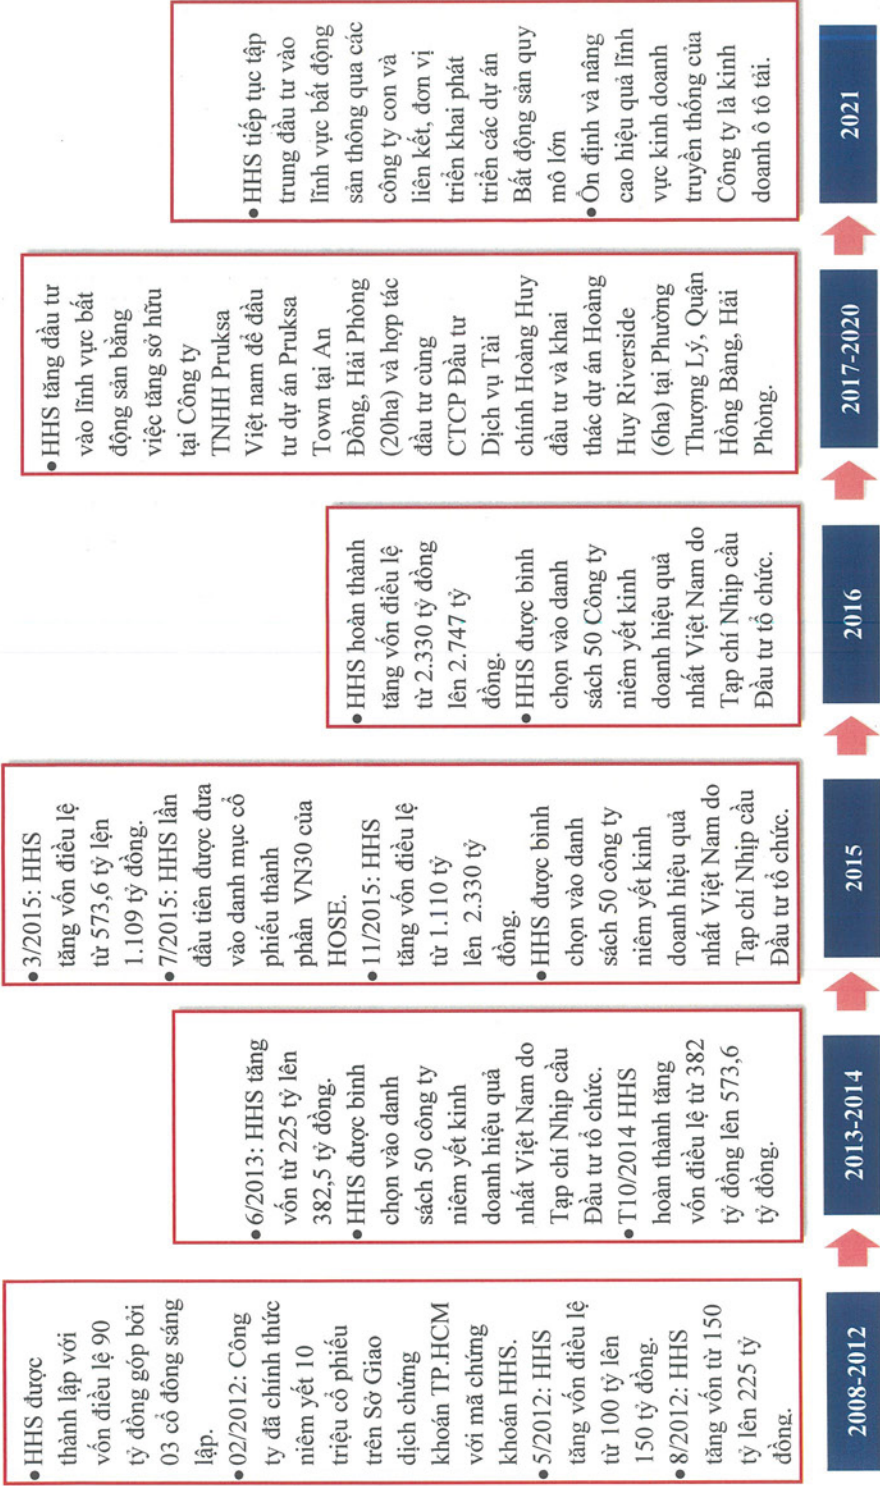 • HHS được
thành lập với
vốn điều lệ 90
tỷ đồng góp bởi
03 cổ đông sáng
lập.
• 02/2012: Công
ty đã chính thức
niêm yết 10
triệu cổ phiếu
trên Sở Giao
dịch chứng
khoán TP.HCM
với mã chứng
khoán HHS.
• 5/2012: HHS
tăng vốn điều lệ
từ 100 tỷ lên
150 tỷ đồng.
• 8/2012: HHS
tăng vốn từ 150
tỷ lên 225 tỷ
đồng.
2008-2012
• 6/2013: HHS tăng
vốn từ 225 tỷ lên
382,5 tỷ đồng.
• HHS được bình
chọn vào danh
sách 50 công ty
niêm yết kinh
doanh hiệu quả
nhất Việt Nam do
Tạp chí Nhịp cầu
Đầu tư tổ chức.
• T10/2014 HHS
hoàn thành tăng
vốn điều lệ từ 382
tỷ đồng lên 573,6
tỷ đồng.
2013-2014
• 3/2015: HHS
tăng vốn điều lệ
từ 573,6 tỷ lện
1.109 tỷ đồng.
• 7/2015: HHS lần
đầu tiên được đưa
vào danh mục cổ
phiếu thành
phần VN30 của
HOSE.
• 11/2015: HHS
tăng vốn điều lệ
từ 1.110 tỷ
lên 2.330 tỷ
đồng.
• HHS được bình
chọn vào danh
sách 50 công ty
niêm yết kinh
doanh hiệu quả
nhất Việt Nam do
Tạp chí Nhịp cầu
Đầu tư tổ chức.
2015
• HHS hoàn thành
tăng vốn điều lệ
từ 2.330 tỷ đồng
lên 2.747 tỷ
đồng.
• HHS được bình
chọn vào danh
sách 50 Công ty
niêm yết kinh
doanh hiệu quả
nhất Việt Nam do
Tạp chí Nhịp cầu
Đầu tư tổ chức.
2016
• HHS tăng đầu tư
vào lĩnh vực bất
động sản bằng
việc tăng sở hữu
tại Công ty
TNHH Pruksa
Việt nam để đầu
tư dự án Pruksa
Town tại An
Đồng, Hải Phòng
(20ha) và hợp tác
đầu tư cùng
CTCP Đầu tư
Dịch vụ Tài
chính Hoàng Huy
đầu tư và khai
thác dự án Hoàng
Huy Riverside
(6ha) tại Phường
Thượng Lý, Quận
Hồng Bàng, Hải
Phòng.
2017-2020
• HHS tiếp tục tập
trung đầu tư vào
lĩnh vực bất động
sản thông qua các
công ty con và
liên kết, đơn vị
triển khai phát
triển các dự án
Bất động sản quy
mô lớn
• Ổn định và nâng
cao hiệu quả lĩnh
vực kinh doanh
truyền thống của
Công ty là kinh
doanh ô tô tải.
2021